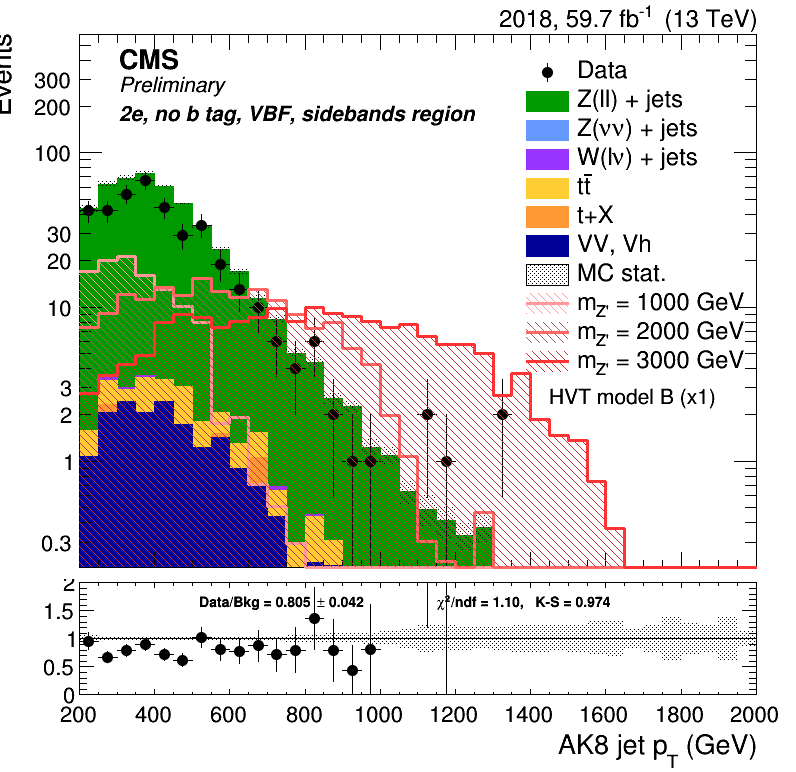 2018, 59.7 fb⁻¹ (13 TeV)
Events
CMS
Preliminary
2e, no b tag, VBF, sidebands region
Data
Z(ll) + jets
Z(νν) + jets
W(lν) + jets
tt̄
t+X
VV, Vh
MC stat.
m_Z' = 1000 GeV
m_Z' = 2000 GeV
m_Z' = 3000 GeV
HVT model B (x1)
300
200
100
30
20
10
3
2
1
0.3
Data/Bkg = 0.805 ± 0.042
χ²/ndf = 1.10, K-S = 0.974
2
1.5
1
0.5
0
200 400 600 800 1000 1200 1400 1600 1800 2000
AK8 jet p_T (GeV)